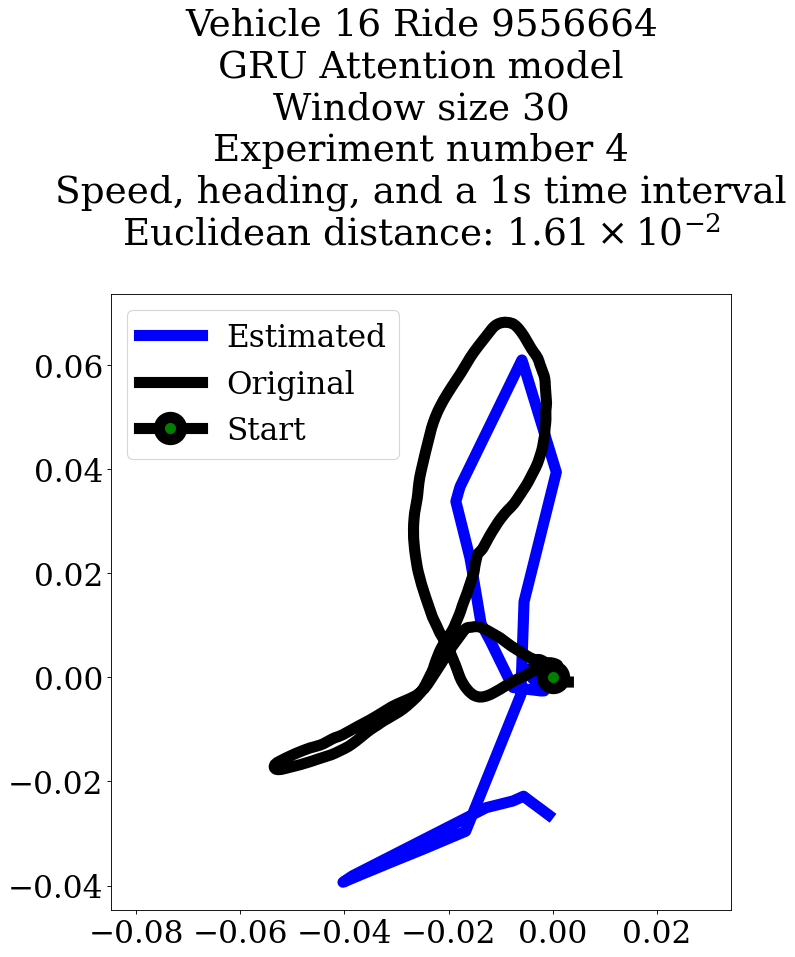 Vehicle 16 Ride 9556664
GRU Attention model
Window size 30
Experiment number 4
Speed, heading, and a 1s time interval
Euclidean distance: 1.61 × 10⁻²
Estimated
Original
Start
0.06
0.04
0.02
0.00
−0.02
−0.04
−0.08 −0.06 −0.04 −0.02 0.00 0.02